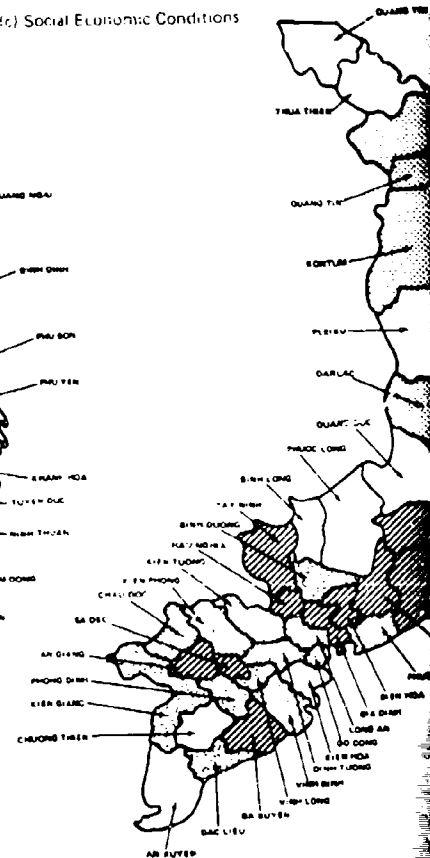 (c) Social Economic Conditions
QUANG TRI
THUA THIEN
UANG NGAI
QUANG TIN
BINH DINH
KONTUM
PHU BON
PLEIKU
PHU YEN
DARLAC
QUANG DUC
PHUOC LONG
KHANH HOA
BINH LONG
TUYEN DUC
TAY NINH
NINH THUAN
BINH DUONG
HAU NGHIA
KIEN TUONG
M DONG
KIEN PHONG
CHAU DOC
SA DEC
AN GIANG
PHONG DINH
KIEN GIANG
CHUONG THIEN
PHU
BIEN HOA
GIA DINH
LONG AN
GO CONG
KIEN HOA
DINH TUONG
VINH BINH
VINH LONG
BA XUYEN
BAC LIEU
AN XUYEN